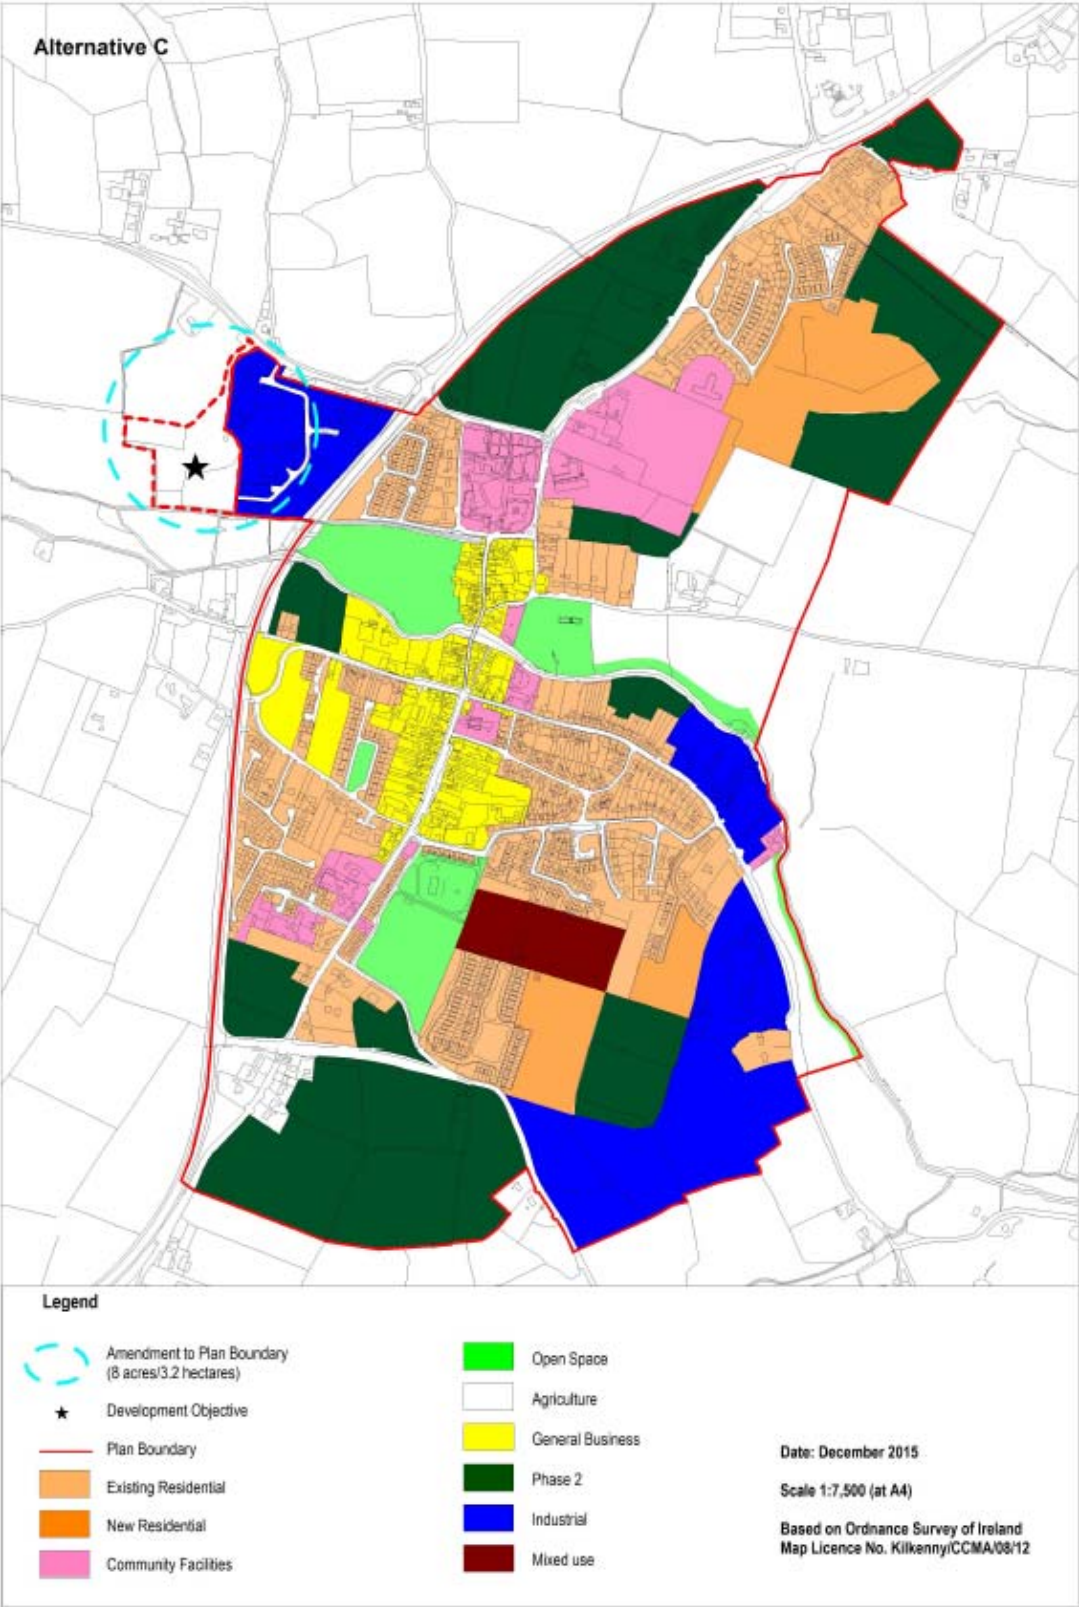 Alternative C
Legend
Amendment to Plan Boundary
(8 acres/3.2 hectares)
Development Objective
Plan Boundary
Existing Residential
New Residential
Community Facilities
Open Space
Agriculture
General Business
Phase 2
Industrial
Mixed use
Date: December 2015
Scale 1:7,500 (at A4)
Based on Ordnance Survey of Ireland
Map Licence No. Kilkenny/CCMA/08/12